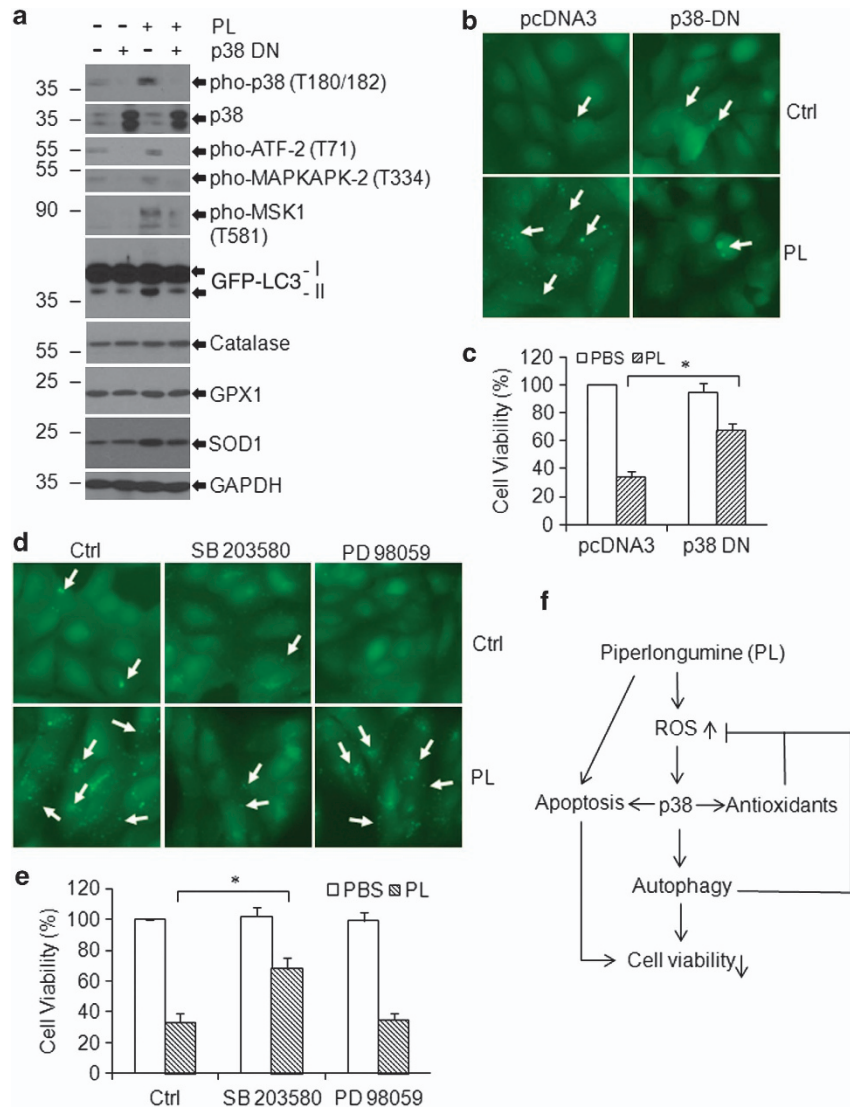 a
- - + + PL
- + - + p38 DN
35 – pho-p38 (T180/182)
35 – p38
55 – pho-ATF-2 (T71)
55 – pho-MAPKAPK-2 (T334)
90 – pho-MSK1
(T581)
GFP-LC3 - I
- II
35 –
55 – Catalase
25 – GPX1
25 – SOD1
35 – GAPDH
b
pcDNA3 p38-DN
Ctrl
PL
c
PBS PL
*
Cell Viability (%)
120
100
80
60
40
20
0
pcDNA3 p38 DN
d
Ctrl SB 203580 PD 98059
Ctrl
PL
e
PBS PL
*
Cell Viability (%)
120
100
80
60
40
20
0
Ctrl SB 203580 PD 98059
f
Piperlongumine (PL)
ROS
Apoptosis p38 Antioxidants
Autophagy
Cell viability